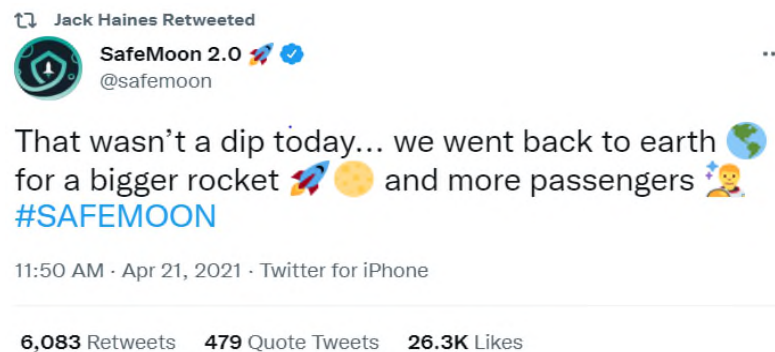 Jack Haines Retweeted
SafeMoon 2.0 🚀
@safemoon
That wasn't a dip today... we went back to earth 🌎
for a bigger rocket 🚀🌕 and more passengers 👨‍🚀
#SAFEMOON
11:50 AM · Apr 21, 2021 · Twitter for iPhone
6,083 Retweets 479 Quote Tweets 26.3K Likes